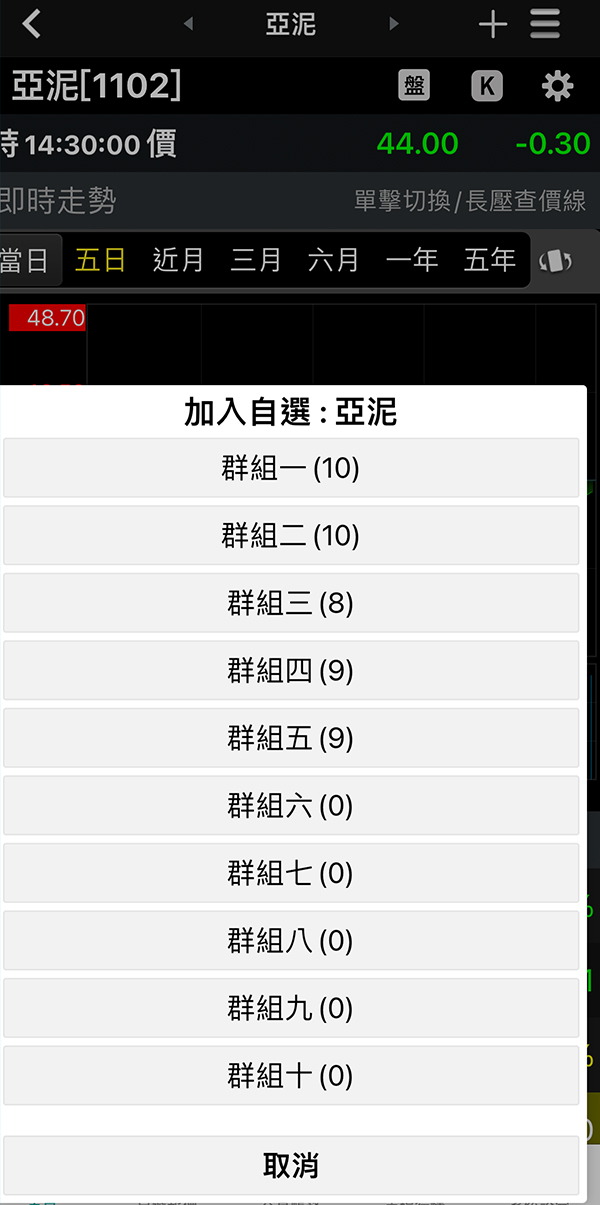 亞泥
亞泥[1102] 盤 K
時 14:30:00 價 44.00 -0.30
即時走勢 單擊切換/長壓查價線
當日 五日 近月 三月 六月 一年 五年
48.70
加入自選 : 亞泥
群組一 (10)
群組二 (10)
群組三 (8)
群組四 (9)
群組五 (9)
群組六 (0)
群組七 (0)
群組八 (0)
群組九 (0)
群組十 (0)
取消